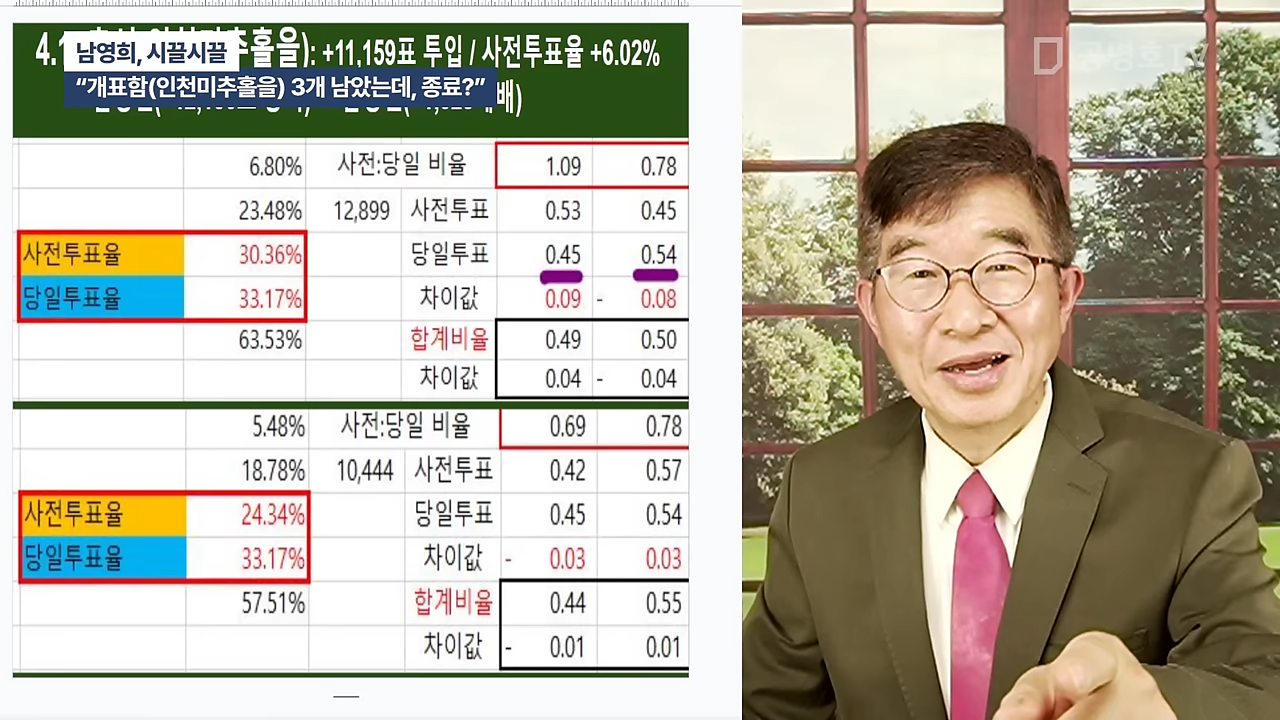 남영희, 시끌시끌
홀을): +11,159표 투입 / 사전투표율 +6.02%
“개표함(인천미추홀을) 3개 남았는데, 종료?”
공병호TV
6.80% 사전:당일 비율 1.09 0.78
23.48% 12,899 사전투표 0.53 0.45
사전투표율 30.36% 당일투표 0.45 0.54
당일투표율 33.17% 차이값 0.09 - 0.08
63.53% 합계비율 0.49 0.50
차이값 0.04 - 0.04
5.48% 사전:당일 비율 0.69 0.78
18.78% 10,444 사전투표 0.42 0.57
사전투표율 24.34% 당일투표 0.45 0.54
당일투표율 33.17% 차이값 - 0.03 0.03
57.51% 합계비율 0.44 0.55
차이값 - 0.01 0.01